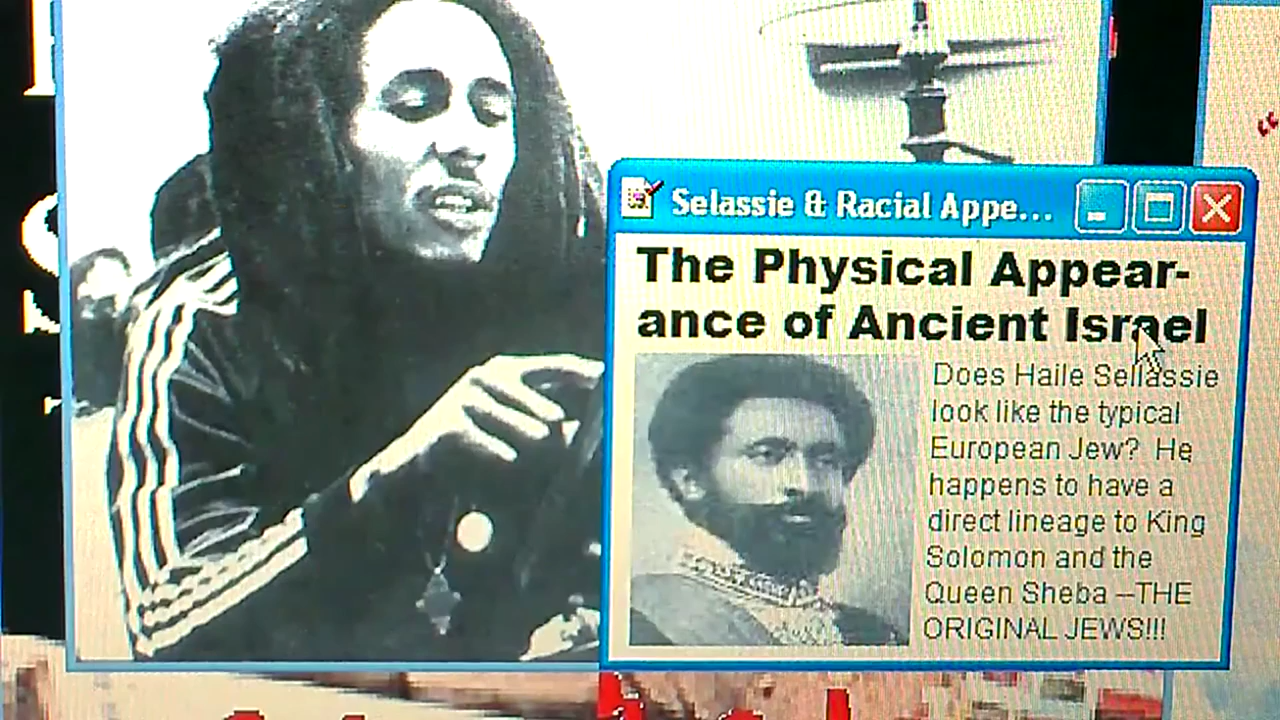 Selassie & Racial Appe...
The Physical Appear-
ance of Ancient Israel
Does Haile Sellassie
look like the typical
European Jew? He
happens to have a
direct lineage to King
Solomon and the
Queen Sheba --THE
ORIGINAL JEWS!!!